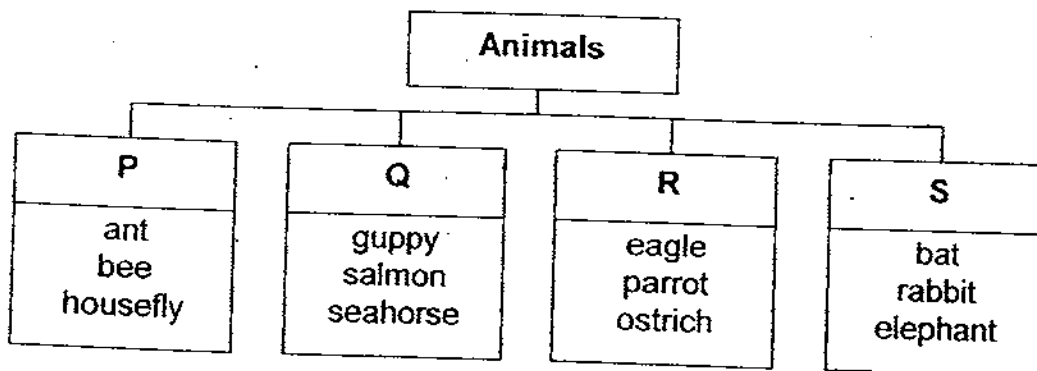 Animals
P
ant
bee
housefly
Q
guppy
salmon
seahorse
R
eagle
parrot
ostrich
S
bat
rabbit
elephant